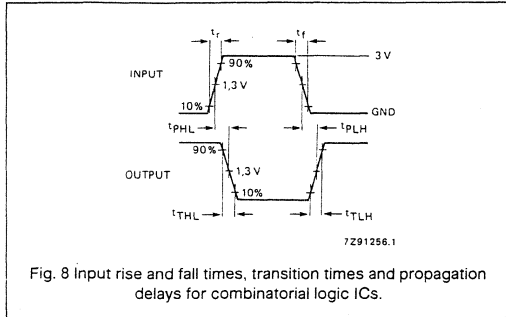 tr
tf
3 V
90%
INPUT
1,3 V
10%
GND
tPHL
tPLH
90%
1,3 V
OUTPUT
10%
tTHL
tTLH
7Z91256.1
Fig. 8 Input rise and fall times, transition times and propagation
delays for combinatorial logic ICs.